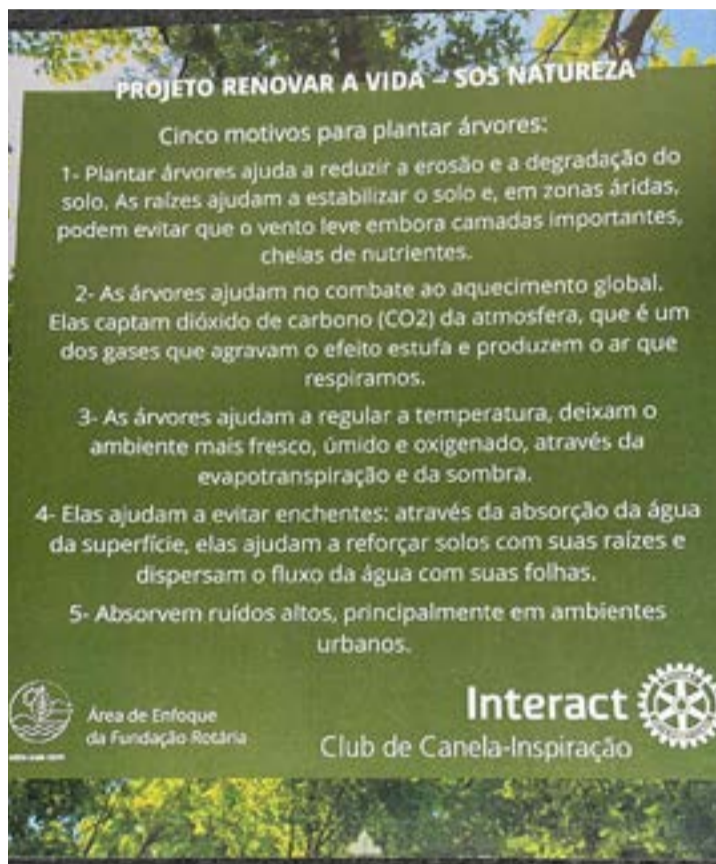 PROJETO RENOVAR A VIDA – SOS NATUREZA
Cinco motivos para plantar árvores:
1- Plantar árvores ajuda a reduzir a erosão e a degradação do
solo. As raízes ajudam a estabilizar o solo e, em zonas áridas,
podem evitar que o vento leve embora camadas importantes,
cheias de nutrientes.
2- As árvores ajudam no combate ao aquecimento global.
Elas captam dióxido de carbono (CO2) da atmosfera, que é um
dos gases que agravam o efeito estufa e produzem o ar que
respiramos.
3- As árvores ajudam a regular a temperatura, deixam o
ambiente mais fresco, úmido e oxigenado, através da
evapotranspiração e da sombra.
4- Elas ajudam a evitar enchentes: através da absorção da água
da superfície, elas ajudam a reforçar solos com suas raízes e
dispersam o fluxo da água com suas folhas.
5- Absorvem ruídos altos, principalmente em ambientes
urbanos.
Área de Enfoque
da Fundação Rotária
Interact
Club de Canela-Inspiração